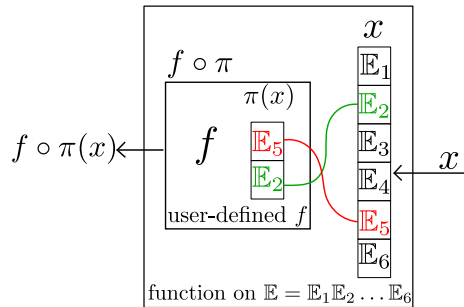 x
𝔼₁
f ∘ π
𝔼₂
π(x)
f
𝔼₅
𝔼₃
f ∘ π(x)
𝔼₂
𝔼₄
x
user-defined f
𝔼₅
𝔼₆
function on 𝔼 = 𝔼₁𝔼₂ … 𝔼₆